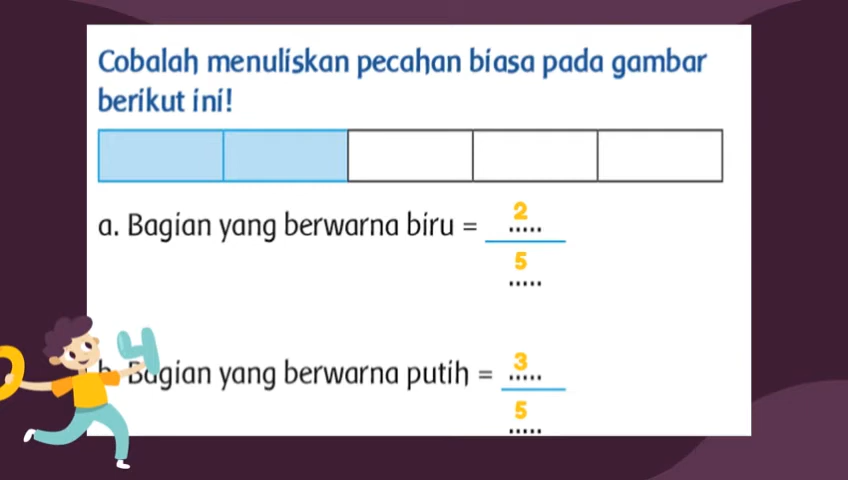 Cobalah menuliskan pecahan biasa pada gambar
berikut ini!
a. Bagian yang berwarna biru =
2
.....
5
.....
4
b. Bagian yang berwarna putih =
3
.....
5
.....